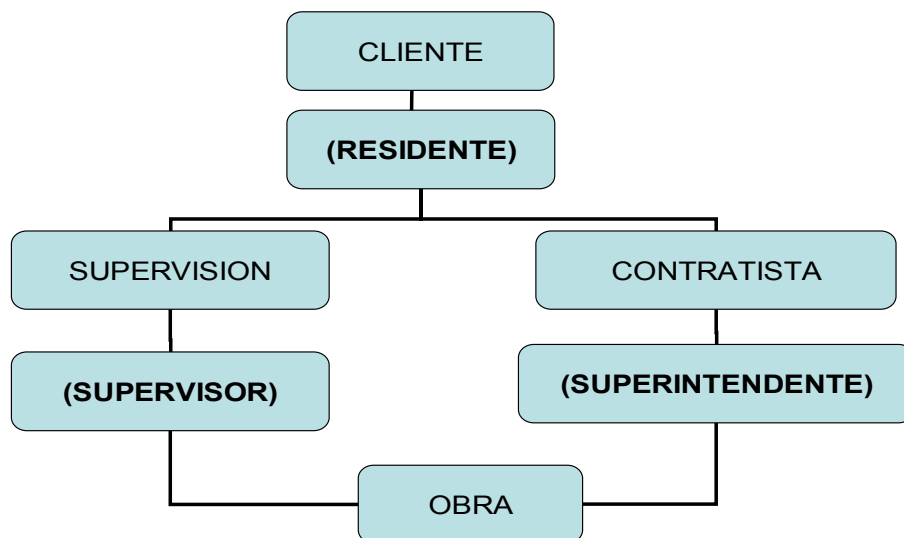 CLIENTE
(RESIDENTE)
SUPERVISION
CONTRATISTA
(SUPERVISOR)
(SUPERINTENDENTE)
OBRA